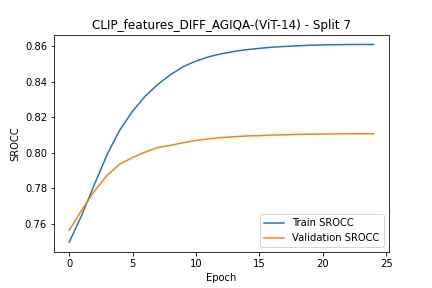 CLIP_features_DIFF_AGIQA-(ViT-14) - Split 7
0.86
0.84
0.82
0.80
0.78
0.76
SROCC
Train SROCC
Validation SROCC
0 5 10 15 20 25
Epoch